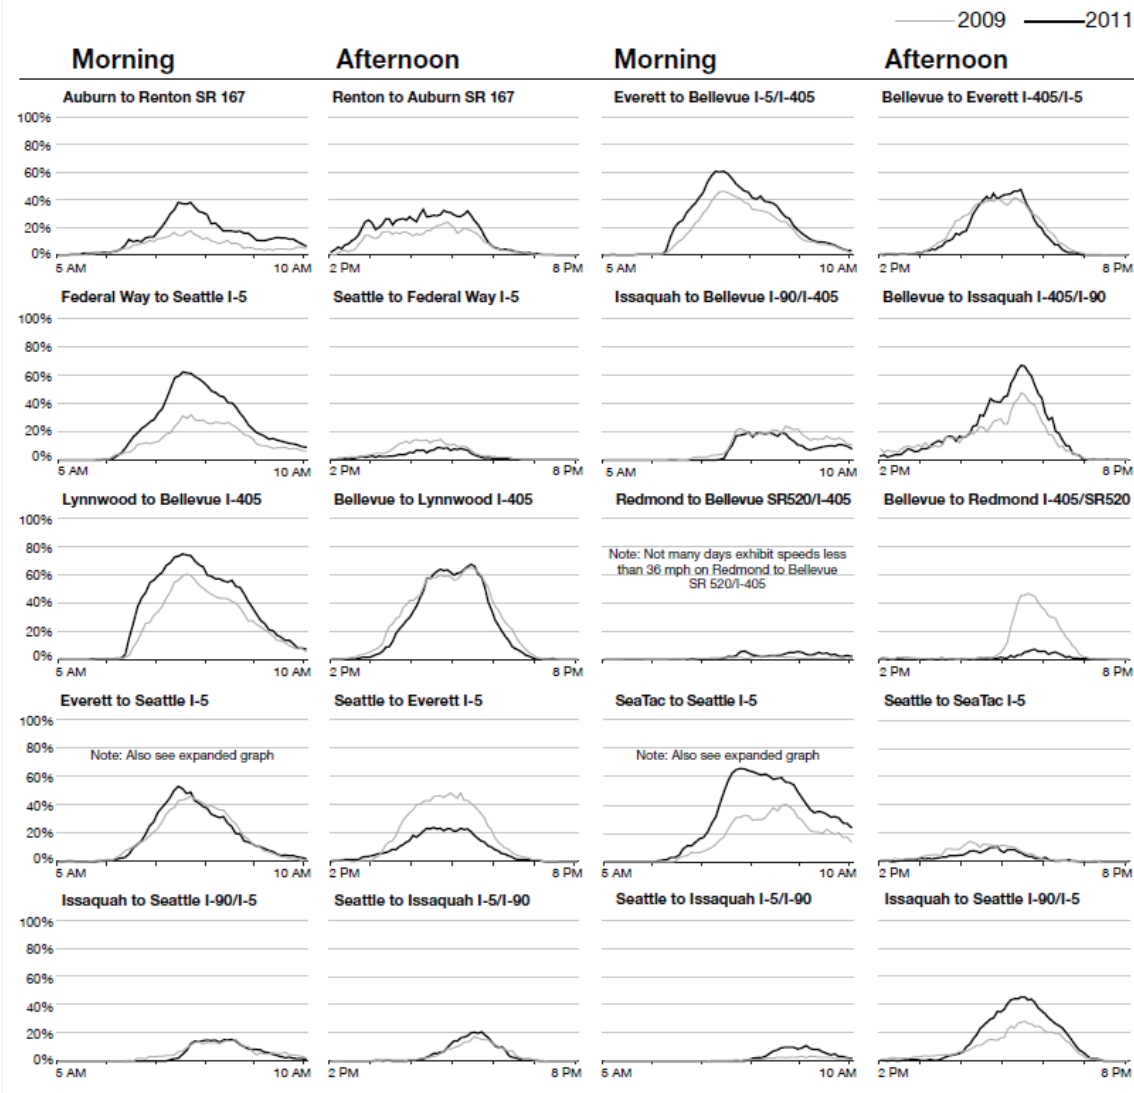 2009 2011
Morning Afternoon Morning Afternoon
Auburn to Renton SR 167 Renton to Auburn SR 167 Everett to Bellevue I-5/I-405 Bellevue to Everett I-405/I-5
100%
80%
60%
40%
20%
0%
5 AM 10 AM 2 PM 8 PM 5 AM 10 AM 2 PM 8 PM
Federal Way to Seattle I-5 Seattle to Federal Way I-5 Issaquah to Bellevue I-90/I-405 Bellevue to Issaquah I-405/I-90
100%
80%
60%
40%
20%
0%
5 AM 10 AM 2 PM 8 PM 5 AM 10 AM 2 PM 8 PM
Lynnwood to Bellevue I-405 Bellevue to Lynnwood I-405 Redmond to Bellevue SR520/I-405 Bellevue to Redmond I-405/SR520
100%
80%
Note: Not many days exhibit speeds less
than 36 mph on Redmond to Bellevue
SR 520/I-405
60%
40%
20%
0%
5 AM 10 AM 2 PM 8 PM 5 AM 10 AM 2 PM 8 PM
Everett to Seattle I-5 Seattle to Everett I-5 SeaTac to Seattle I-5 Seattle to SeaTac I-5
100%
80%
Note: Also see expanded graph Note: Also see expanded graph
60%
40%
20%
0%
5 AM 10 AM 2 PM 8 PM 5 AM 10 AM 2 PM 8 PM
Issaquah to Seattle I-90/I-5 Seattle to Issaquah I-5/I-90 Seattle to Issaquah I-5/I-90 Issaquah to Seattle I-90/I-5
100%
80%
60%
40%
20%
0%
5 AM 10 AM 2 PM 8 PM 5 AM 10 AM 2 PM 8 PM